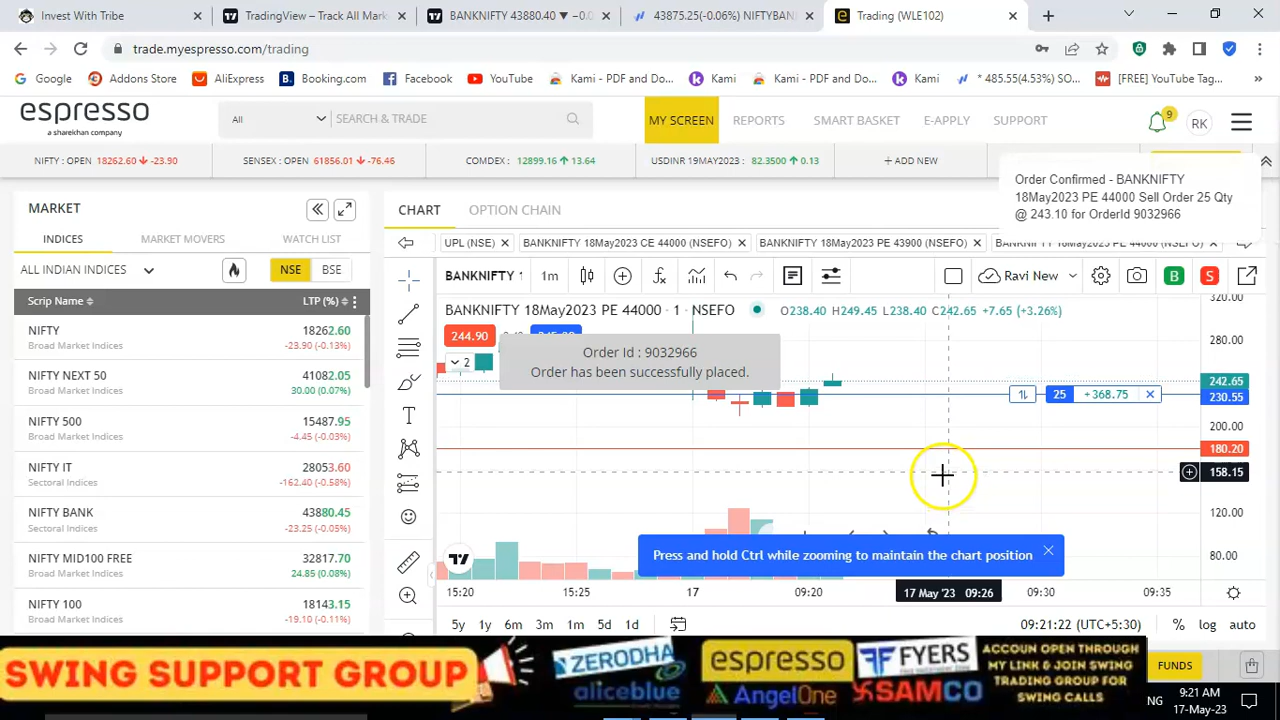 Invest With Tribe
TradingView – Track All Mark
BANKNIFTY 43880.40 ▼ −0.0
43875.25(-0.06%) NIFTYBAN
Trading (WLE102)
trade.myespresso.com/trading
Google
Addons Store
AliExpress
Booking.com
Facebook
YouTube
Kami - PDF and Do...
Kami
Kami - PDF and Do...
Kami
* 485.55(4.53%) SO...
[FREE] YouTube Tag...
espresso
a sharekhan company
All
SEARCH & TRADE
MY SCREEN
REPORTS
SMART BASKET
E-APPLY
SUPPORT
9
RK
NIFTY : OPEN 18262.60 -23.90
SENSEX : OPEN 61856.01 -76.46
COMDEX : 12899.16 13.64
USDINR 19MAY2023 : 82.3500 0.13
+ ADD NEW
Order Confirmed - BANKNIFTY
18May2023 PE 44000 Sell Order 25 Qty
@ 243.10 for OrderId 9032966
MARKET
INDICES
MARKET MOVERS
WATCH LIST
ALL INDIAN INDICES
NSE
BSE
Scrip Name
LTP (%)
NIFTY 18262.60
Broad Market Indices -23.90 (-0.13%)
NIFTY NEXT 50 41082.05
Broad Market Indices 30.00 (0.07%)
NIFTY 500 15487.95
Broad Market Indices -4.45 (-0.03%)
NIFTY IT 28053.60
Sectoral Indices -162.40 (-0.58%)
NIFTY BANK 43880.45
Sectoral Indices -23.25 (-0.05%)
NIFTY MID100 FREE 32817.70
Broad Market Indices 24.85 (0.08%)
NIFTY 100 18143.15
Broad Market Indices -19.10 (-0.11%)
CHART
OPTION CHAIN
UPL (NSE)
BANKNIFTY 18May2023 CE 44000 (NSEFO)
BANKNIFTY 18May2023 PE 43900 (NSEFO)
BANKNIFTY 18May2023 PE 44000 (NSEFO)
BANKNIFTY 1
1m
Ravi New
B
S
BANKNIFTY 18May2023 PE 44000 · 1 · NSEFO
O238.40 H249.45 L238.40 C242.65 +7.65 (+3.26%)
244.90
2
Order Id : 9032966
Order has been successfully placed.
320.00
280.00
242.65
25 +368.75
230.55
200.00
180.20
158.15
120.00
80.00
Press and hold Ctrl while zooming to maintain the chart position
15:20
15:25
17
09:20
17 May '23 09:26
09:30
09:35
5y 1y 6m 3m 1m 5d 1d
09:21:22 (UTC+5:30)
% log auto
SWING SUPPORT GROUP
ZERODHA
aliceblue
espresso
AngelOne
FYERS
SAMCO
ACCOUN OPEN THROUGH
MY LINK & JOIN SWING
TRADING GROUP FOR
SWING CALLS
FUNDS
NG
9:21 AM
17-May-23